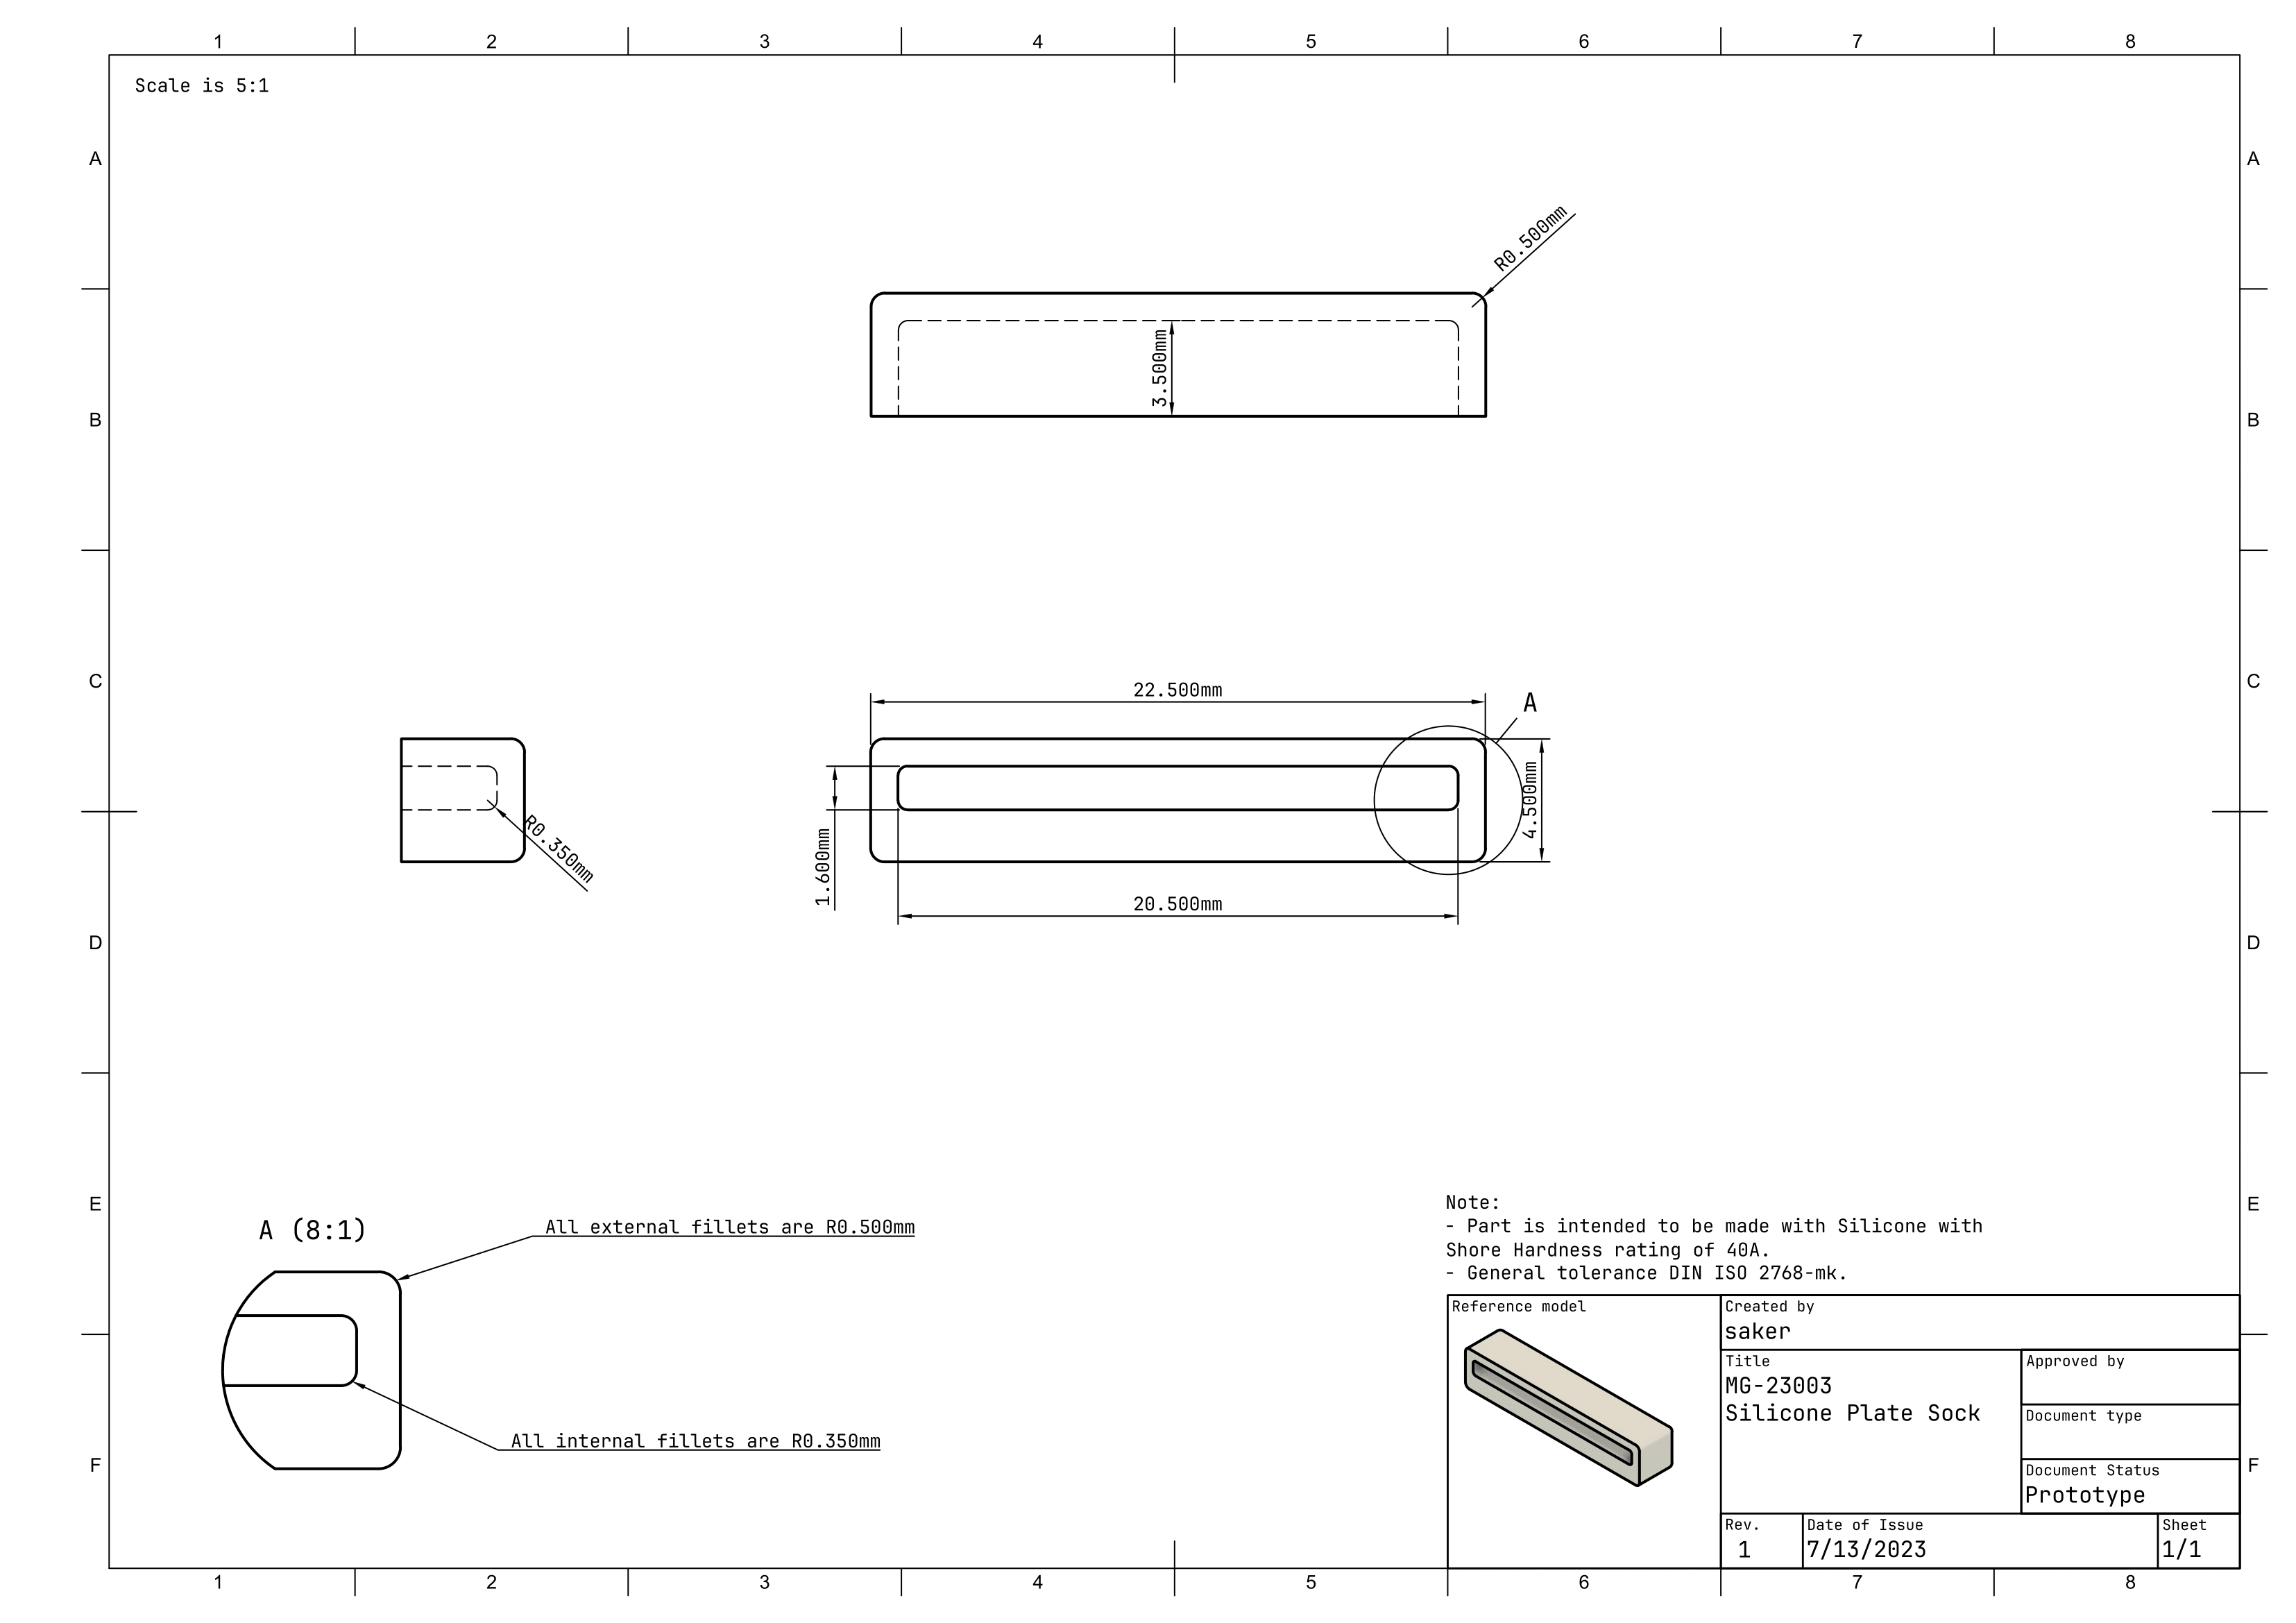 1 2 3 4 5 6 7 8
Scale is 5:1
A A
R0.500mm
3.500mm
B B
C C
22.500mm
A
4.500mm
R0.350mm
1.600mm
20.500mm
D D
E E
A (8:1)
All external fillets are R0.500mm
All internal fillets are R0.350mm
Note:
- Part is intended to be made with Silicone with
Shore Hardness rating of 40A.
- General tolerance DIN ISO 2768-mk.
Reference model
Created by
saker
Title
MG-23003
Silicone Plate Sock
Approved by
Document type
Document Status
Prototype
F F
Rev.
1
Date of Issue
7/13/2023
Sheet
1/1
1 2 3 4 5 6 7 8